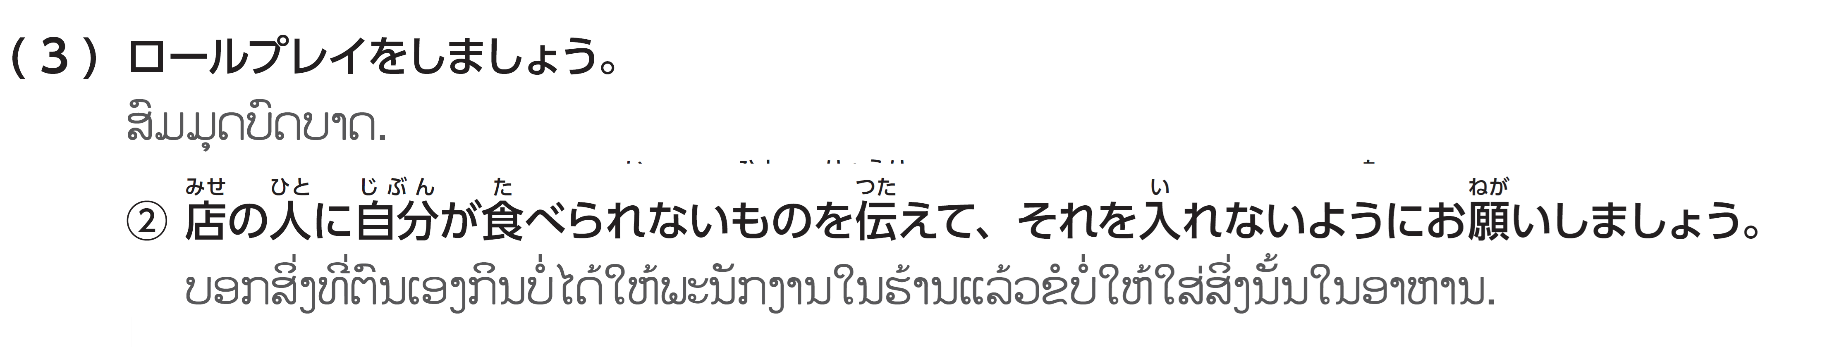 (3) ロールプレイをしましょう。
ສົມມຸດບົດບາດ.
みせ ひと じぶん た つた い ねが
② 店の人に自分が食べられないものを伝えて、それを入れないようにお願いしましょう。
ບອກສິ່ງທີ່ຕົນເອງກິນບໍ່ໄດ້ໃຫ້ພະນັກງານໃນຮ້ານແລ້ວຂໍບໍ່ໃຫ້ໃສ່ສິ່ງນັ້ນໃນອາຫານ.